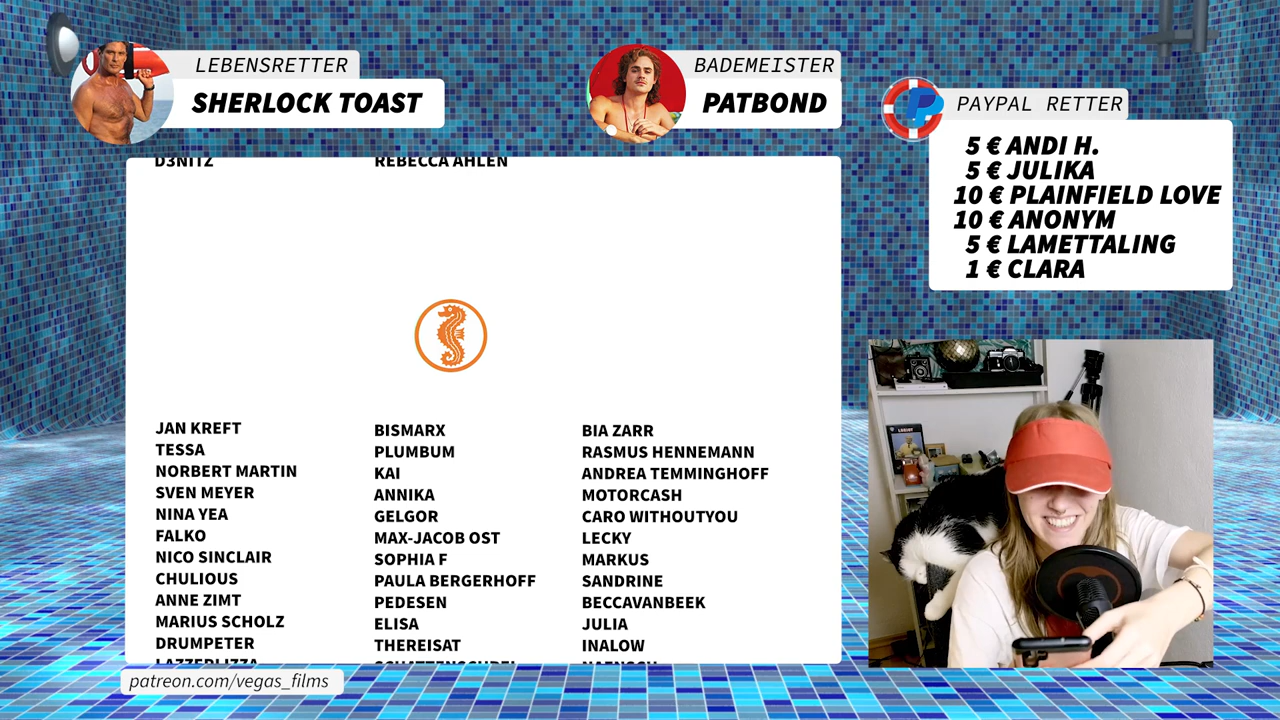 LEBENSRETTER
SHERLOCK TOAST
BADEMEISTER
PATBOND
PAYPAL RETTER
5 € ANDI H.
5 € JULIKA
10 € PLAINFIELD LOVE
10 € ANONYM
5 € LAMETTALING
1 € CLARA
D3NITZ
REBECCA AHLEN
JAN KREFT
TESSA
NORBERT MARTIN
SVEN MEYER
NINA YEA
FALKO
NICO SINCLAIR
CHULIOUS
ANNE ZIMT
MARIUS SCHOLZ
DRUMPETER
BISMARX
PLUMBUM
KAI
ANNIKA
GELGOR
MAX-JACOB OST
SOPHIA F
PAULA BERGERHOFF
PEDESEN
ELISA
THEREISAT
BIA ZARR
RASMUS HENNEMANN
ANDREA TEMMINGHOFF
MOTORCASH
CARO WITHOUTYOU
LECKY
MARKUS
SANDRINE
BECCAVANBEEK
JULIA
INALOW
patreon.com/vegas_films